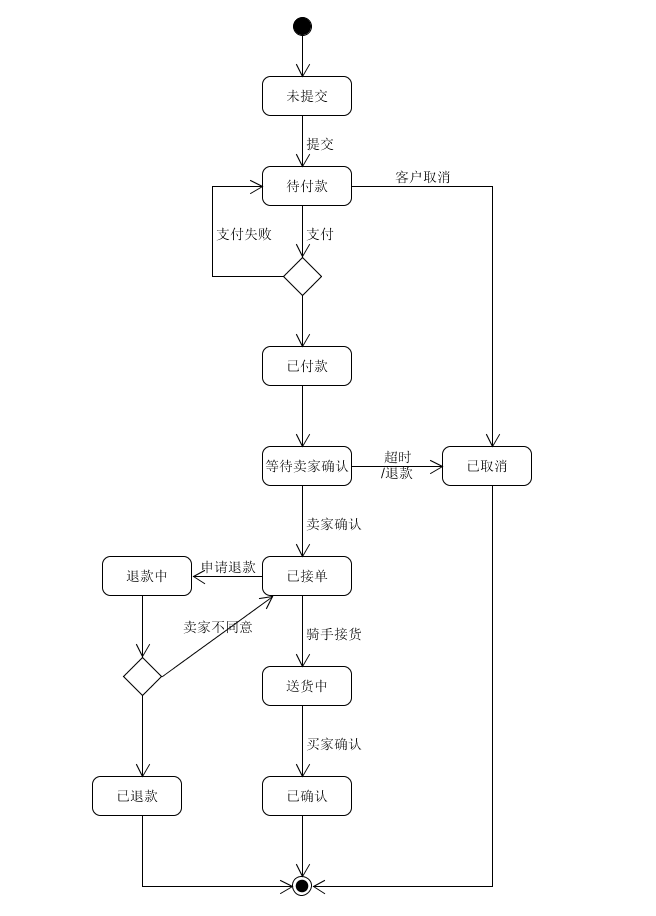 未提交
提交
待付款
客户取消
支付失败
支付
已付款
等待卖家确认
超时
/退款
已取消
卖家确认
退款中
申请退款
已接单
卖家不同意
骑手接货
送货中
买家确认
已退款
已确认